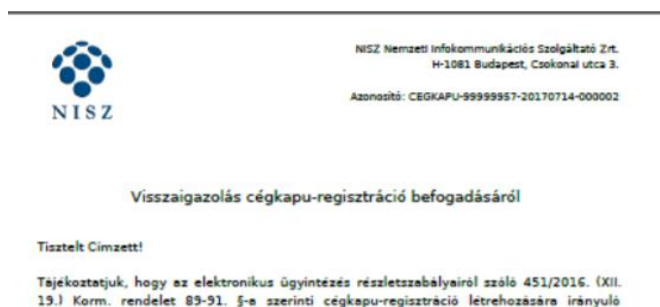 NISZ Nemzeti Infokommunikációs Szolgáltató Zrt.
H-1081 Budapest, Csokonai utca 3.
Azonosító: CEGKAPU-99999957-20170714-000002
NISZ
Visszaigazolás cégkapu-regisztráció befogadásáról
Tisztelt Címzett!
Tájékoztatjuk, hogy az elektronikus ügyintézés részletszabályairól szóló 451/2016. (XII.
19.) Korm. rendelet 89-91. §-a szerinti cégkapu-regisztráció létrehozására irányuló